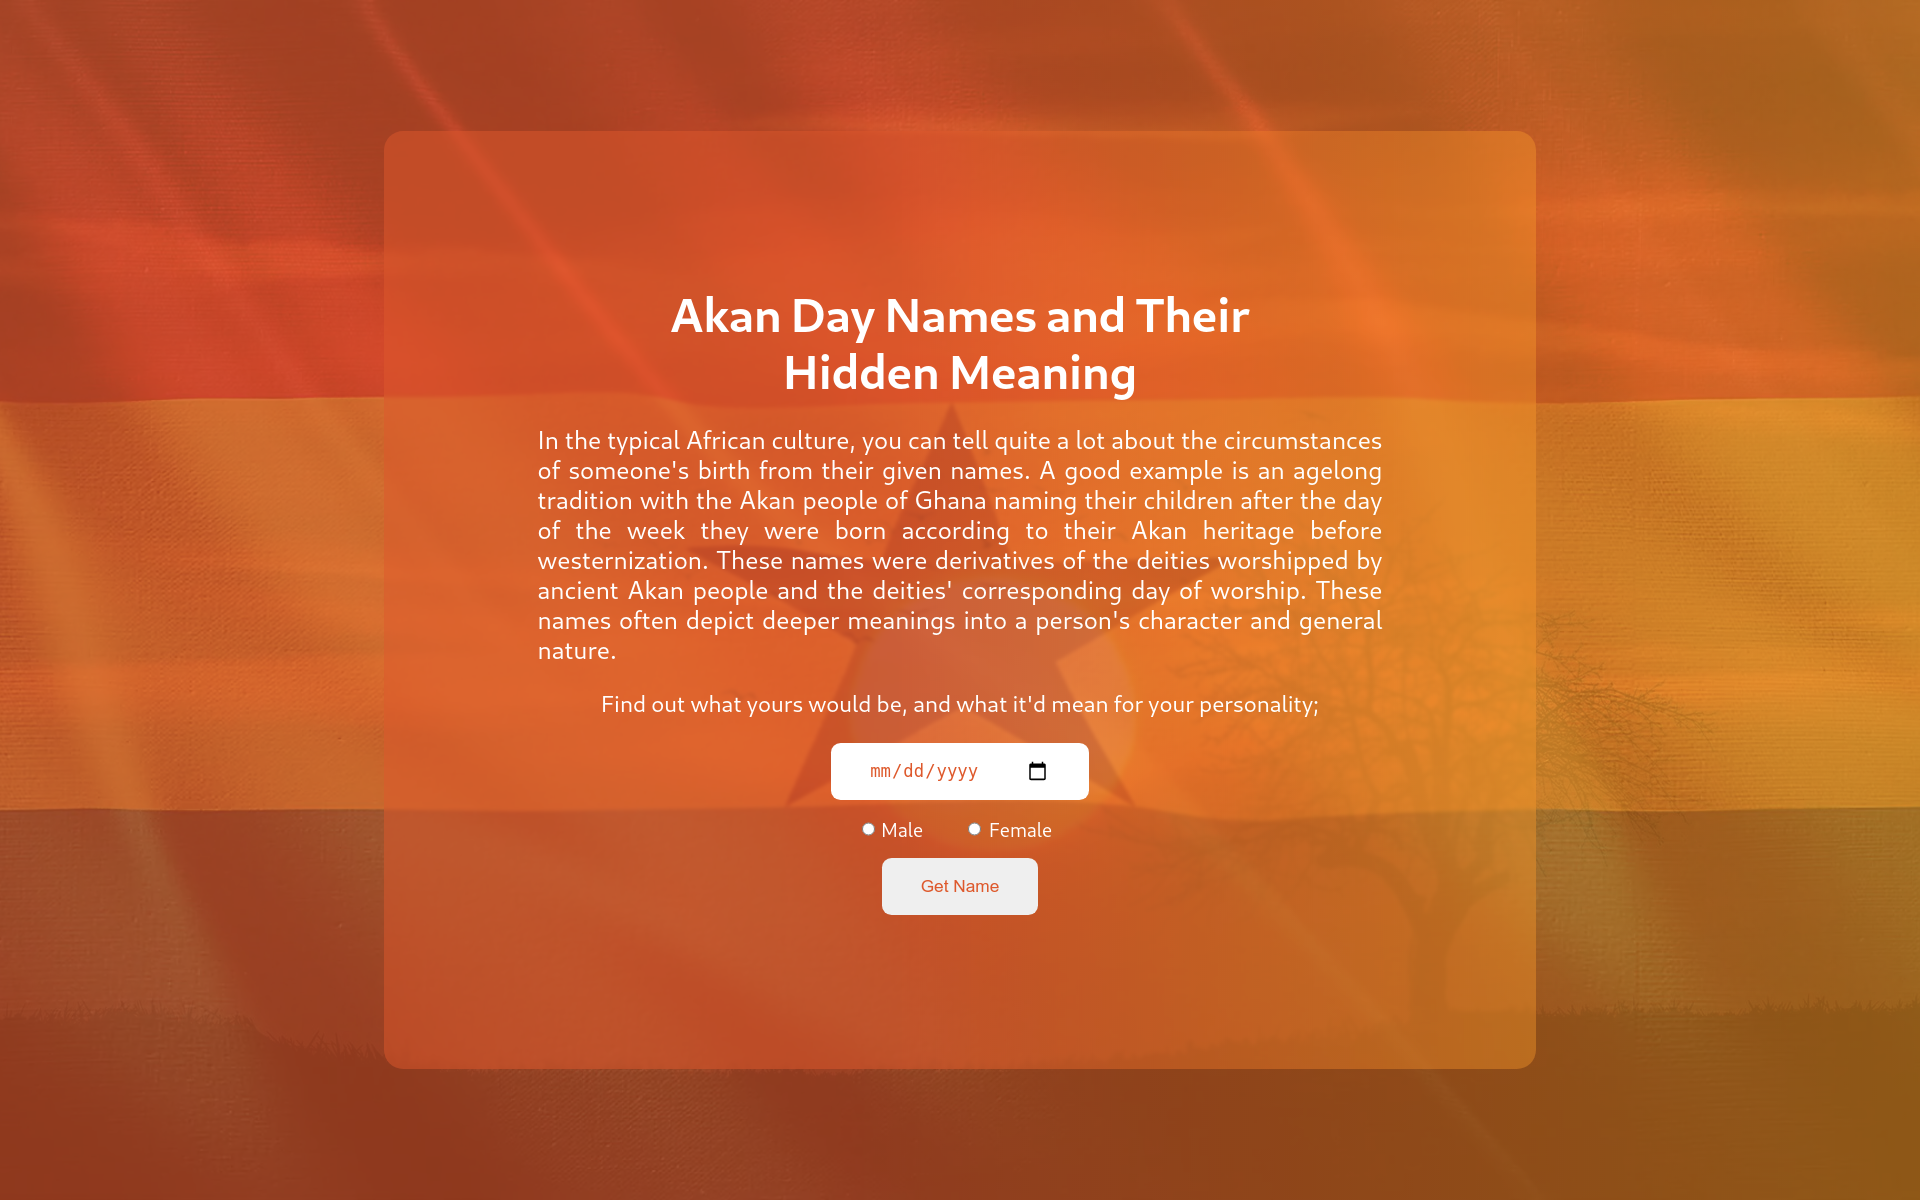 Akan Day Names and Their
Hidden Meaning
In the typical African culture, you can tell quite a lot about the circumstances
of someone's birth from their given names. A good example is an agelong
tradition with the Akan people of Ghana naming their children after the day
of the week they were born according to their Akan heritage before
westernization. These names were derivatives of the deities worshipped by
ancient Akan people and the deities' corresponding day of worship. These
names often depict deeper meanings into a person's character and general
nature.
Find out what yours would be, and what it'd mean for your personality;
mm/dd/yyyy
Male Female
Get Name